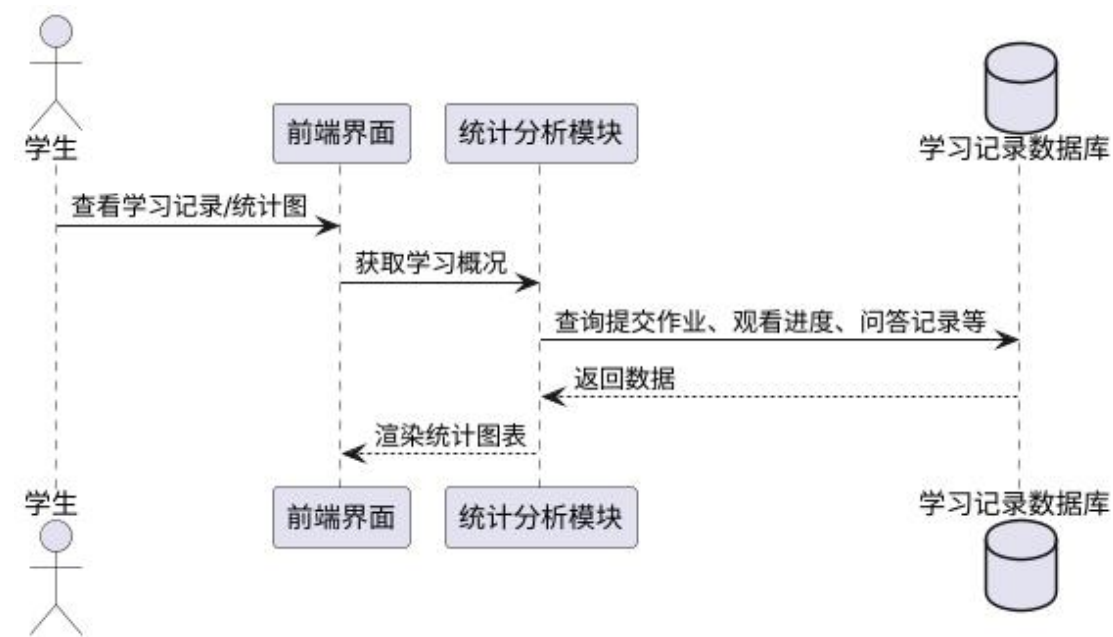 学生
前端界面
统计分析模块
学习记录数据库
查看学习记录/统计图
获取学习概况
查询提交作业、观看进度、问答记录等
返回数据
渲染统计图表
学生
前端界面
统计分析模块
学习记录数据库